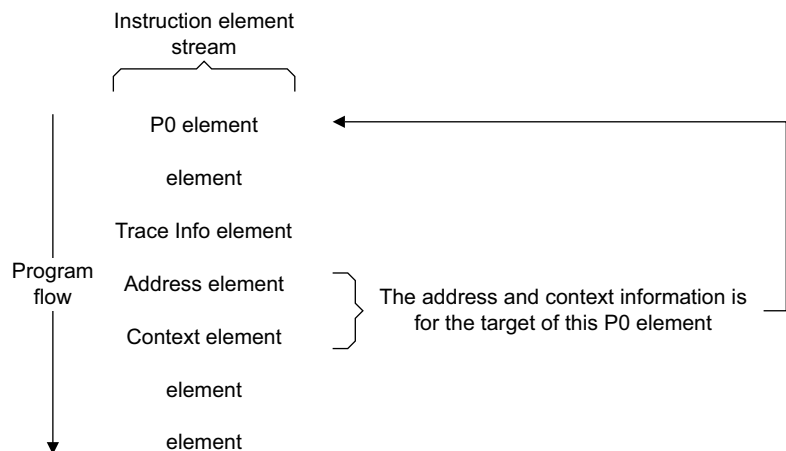 Instruction element
stream
P0 element
element
Trace Info element
Program
flow
Address element
Context element
The address and context information is
for the target of this P0 element
element
element